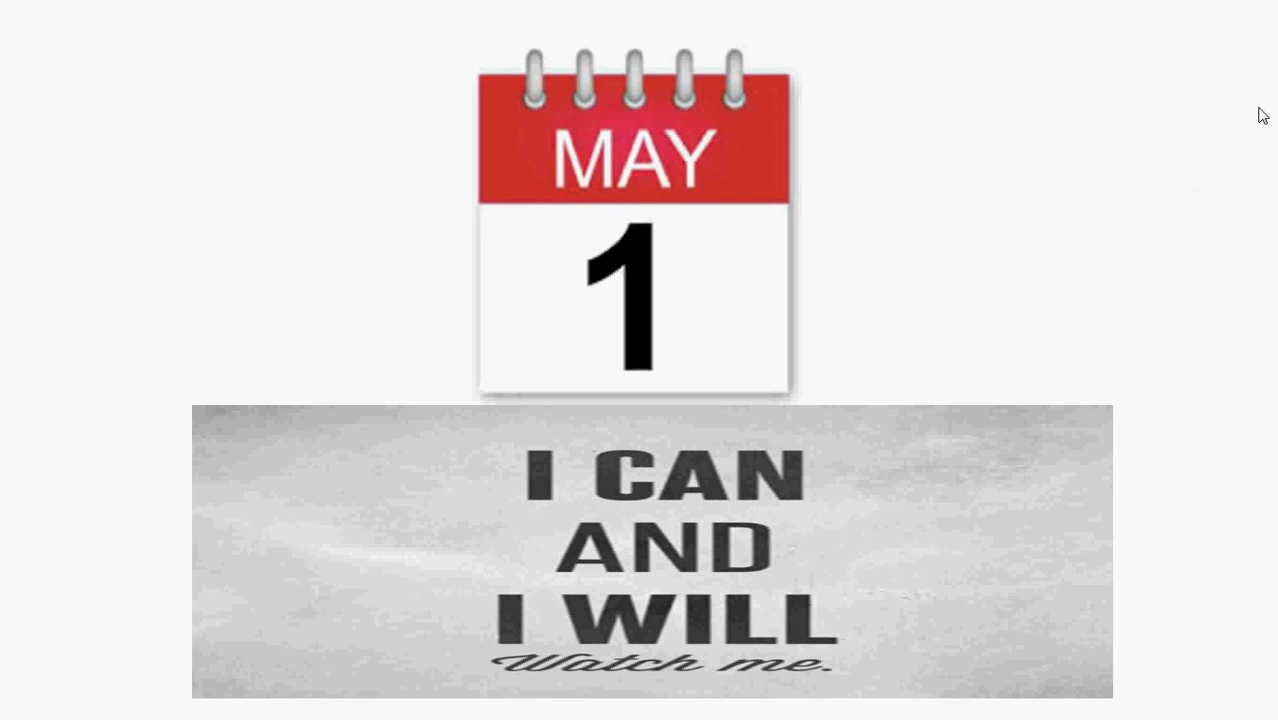 MAY
1
I CAN
AND
I WILL
Watch me.